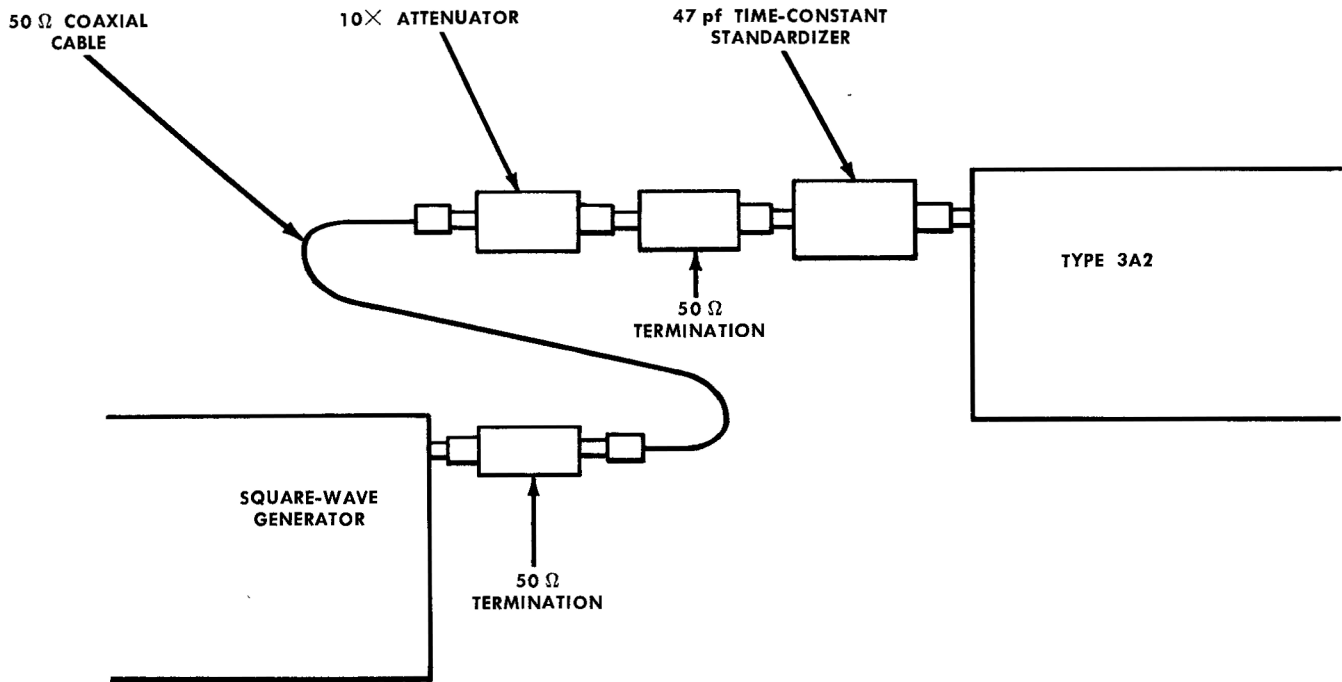 50 Ω COAXIAL
CABLE
10× ATTENUATOR
47 pf TIME-CONSTANT
STANDARDIZER
TYPE 3A2
50 Ω
TERMINATION
SQUARE-WAVE
GENERATOR
50 Ω
TERMINATION